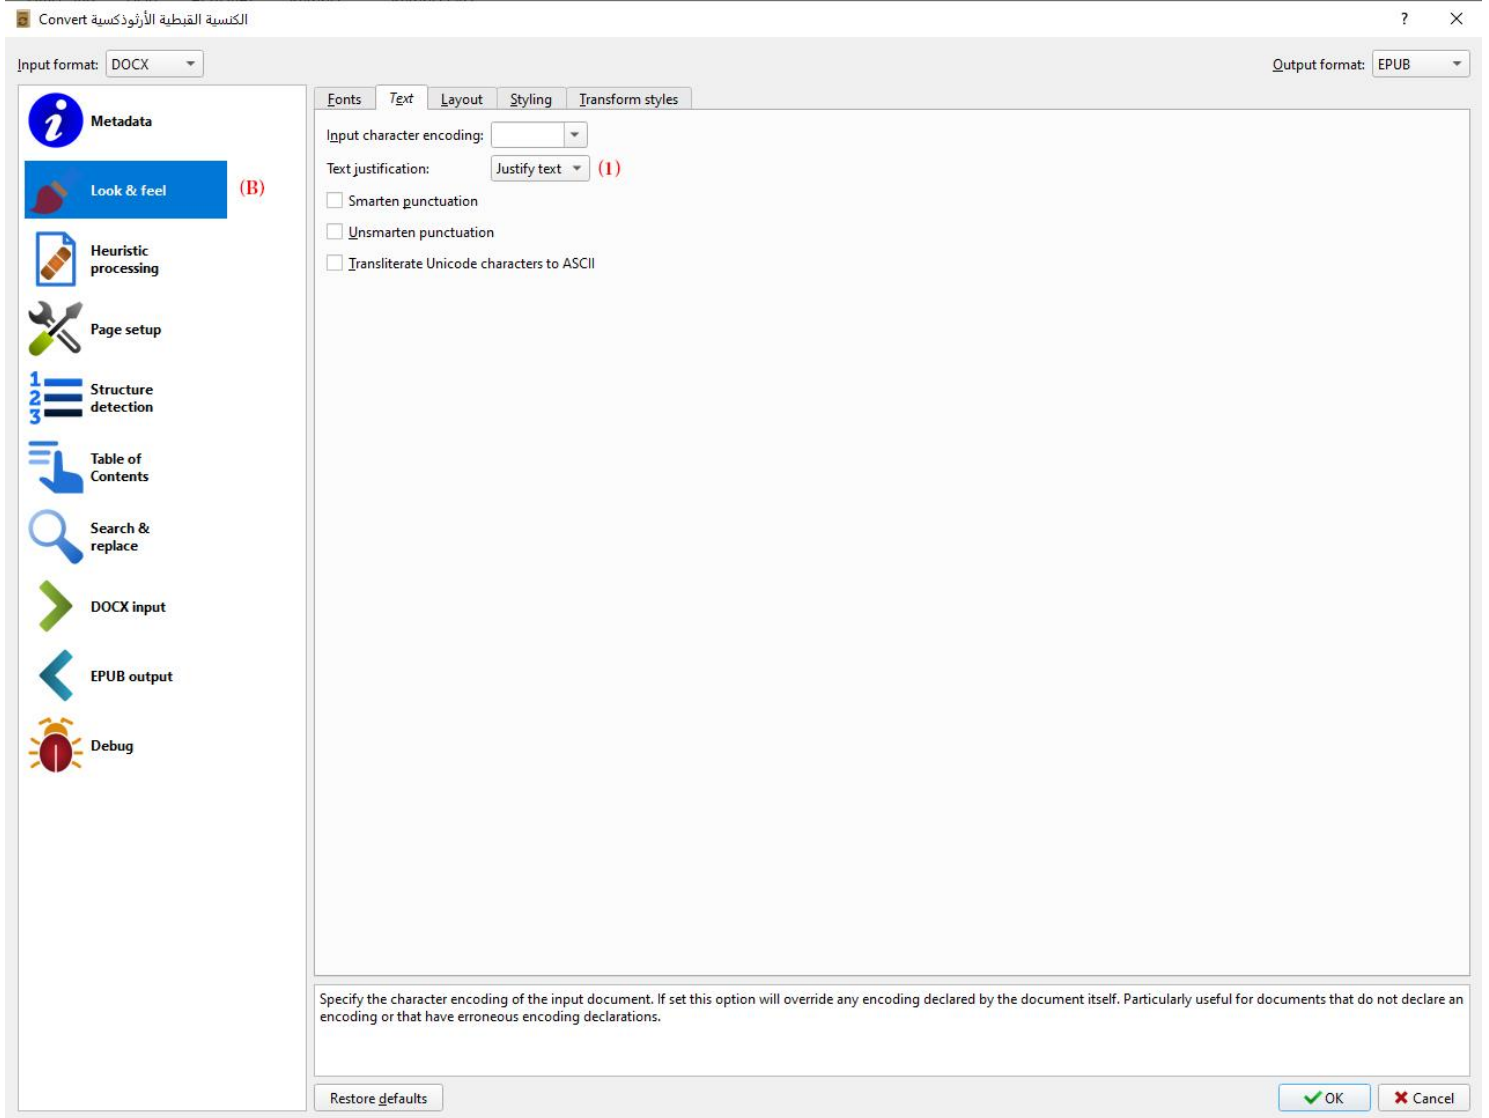 Convert الكنسية القبطية الأرثوذكسية
?
Input format: DOCX
Output format: EPUB
Metadata
Look & feel
(B)
Heuristic
processing
Page setup
1
2
3
Structure
detection
Table of
Contents
Search &
replace
DOCX input
EPUB output
Debug
Fonts Text Layout Styling Transform styles
Input character encoding:
Text justification: Justify text (1)
Smarten punctuation
Unsmarten punctuation
Transliterate Unicode characters to ASCII
Specify the character encoding of the input document. If set this option will override any encoding declared by the document itself. Particularly useful for documents that do not declare an
encoding or that have erroneous encoding declarations.
Restore defaults
OK Cancel